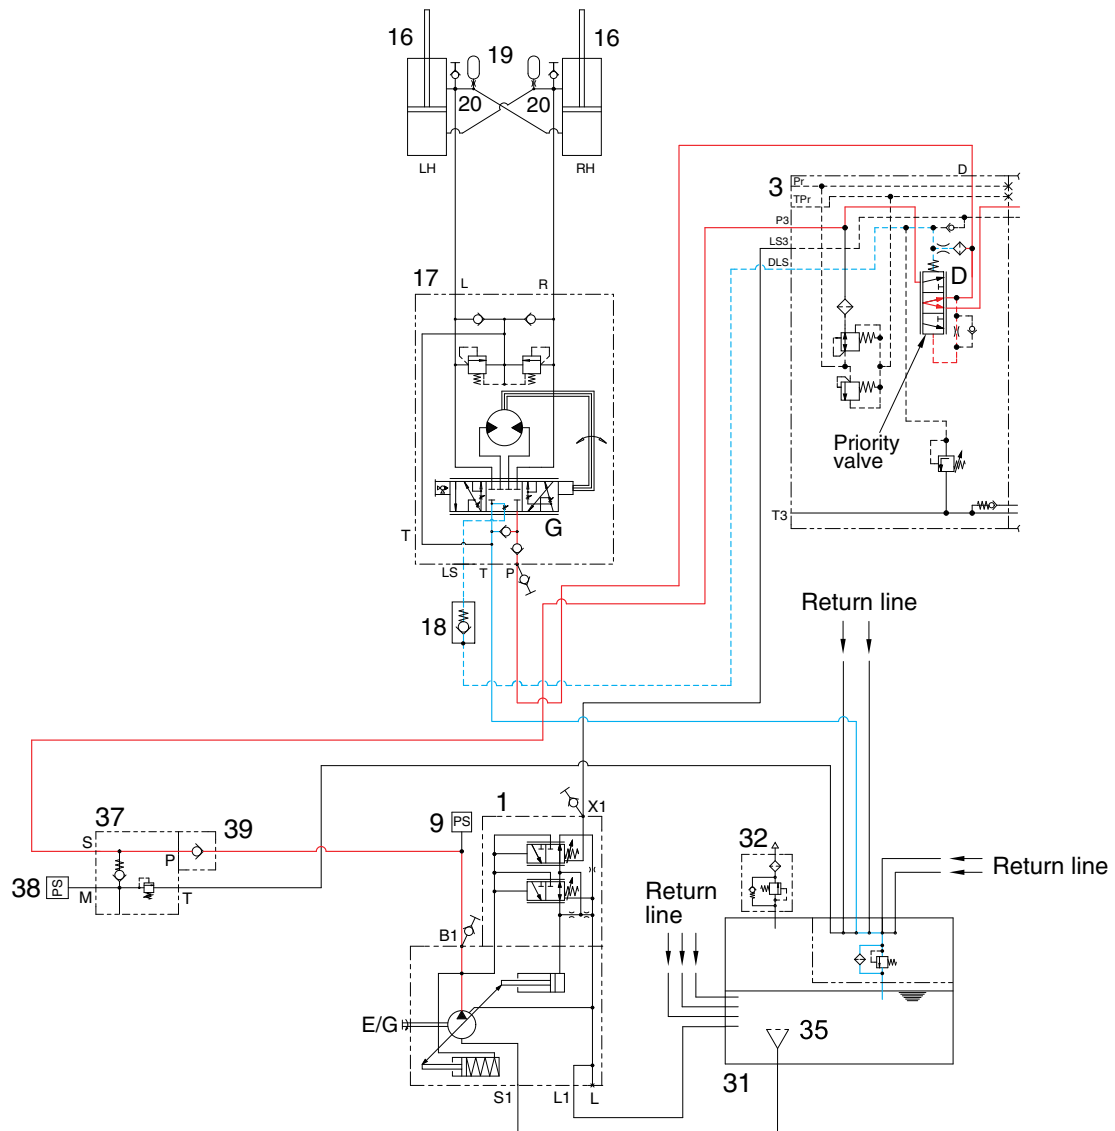 16
19
16
20
20
LH
RH
D
3
Pr
TPr
P3
LS3
DLS
17
L
R
D
Priority
valve
G
T
T3
LS
T
P
18
Return line
1
X1
37
39
9
PS
32
S
P
Return line
38
PS
M
T
Return
line
B1
E/G
35
31
S1
L1
L